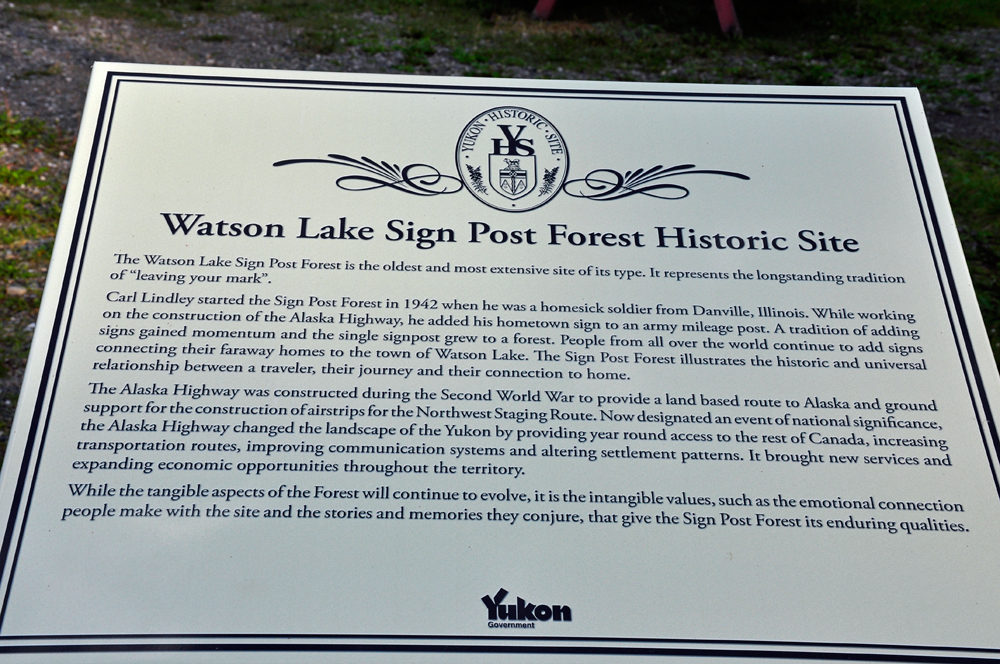 YUKON · HISTORIC · SITE
YHS
Watson Lake Sign Post Forest Historic Site
The Watson Lake Sign Post Forest is the oldest and most extensive site of its type. It represents the longstanding tradition
of “leaving your mark”.
Carl Lindley started the Sign Post Forest in 1942 when he was a homesick soldier from Danville, Illinois. While working
on the construction of the Alaska Highway, he added his hometown sign to an army mileage post. A tradition of adding
signs gained momentum and the single signpost grew to a forest. People from all over the world continue to add signs
connecting their faraway homes to the town of Watson Lake. The Sign Post Forest illustrates the historic and universal
relationship between a traveler, their journey and their connection to home.
The Alaska Highway was constructed during the Second World War to provide a land based route to Alaska and ground
support for the construction of airstrips for the Northwest Staging Route. Now designated an event of national significance,
the Alaska Highway changed the landscape of the Yukon by providing year round access to the rest of Canada, increasing
transportation routes, improving communication systems and altering settlement patterns. It brought new services and
expanding economic opportunities throughout the territory.
While the tangible aspects of the Forest will continue to evolve, it is the intangible values, such as the emotional connection
people make with the site and the stories and memories they conjure, that give the Sign Post Forest its enduring qualities.
Yukon
Government